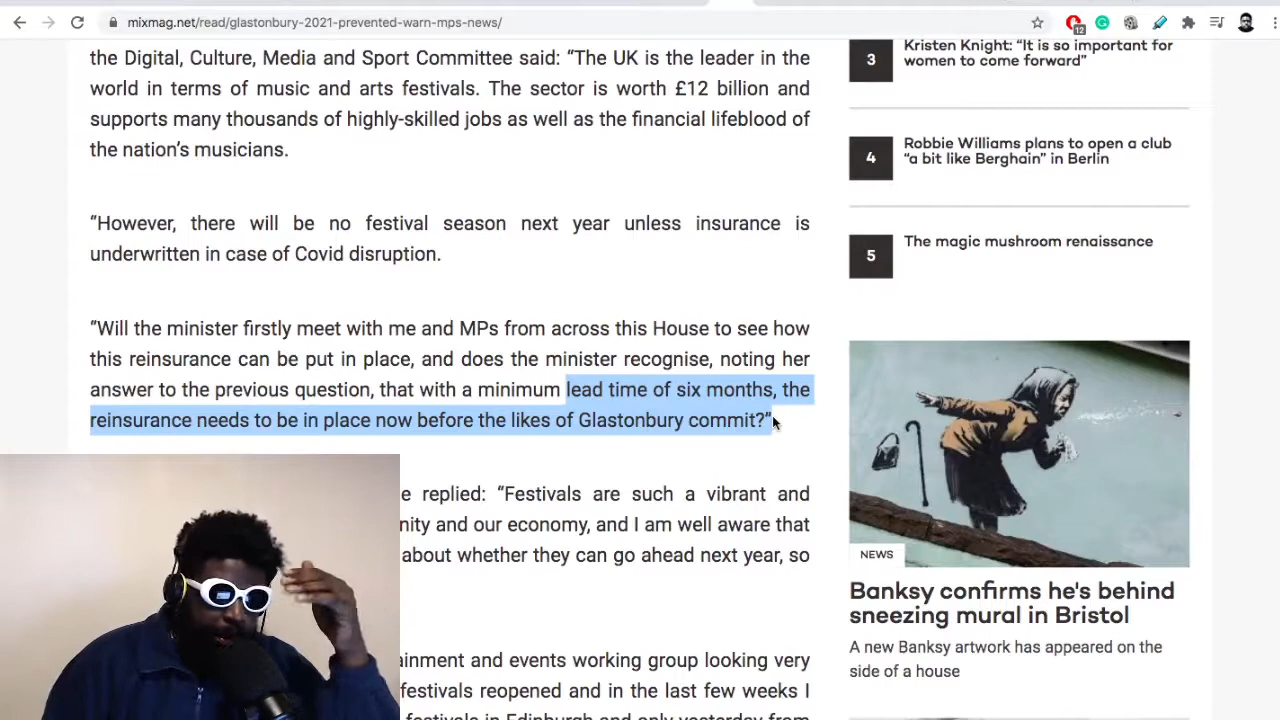 mixmag.net/read/glastonbury-2021-prevented-warn-mps-news/
12
the Digital, Culture, Media and Sport Committee said: “The UK is the leader in the
world in terms of music and arts festivals. The sector is worth £12 billion and
supports many thousands of highly-skilled jobs as well as the financial lifeblood of
the nation’s musicians.
“However, there will be no festival season next year unless insurance is
underwritten in case of Covid disruption.
“Will the minister firstly meet with me and MPs from across this House to see how
this reinsurance can be put in place, and does the minister recognise, noting her
answer to the previous question, that with a minimum lead time of six months, the
reinsurance needs to be in place now before the likes of Glastonbury commit?”
e replied: “Festivals are such a vibrant and
nity and our economy, and I am well aware that
about whether they can go ahead next year, so
ainment and events working group looking very
festivals reopened and in the last few weeks I
festivals in Edinburgh and only yesterday from
3
Kristen Knight: “It is so important for
women to come forward”
4
Robbie Williams plans to open a club
“a bit like Berghain” in Berlin
5
The magic mushroom renaissance
NEWS
Banksy confirms he's behind
sneezing mural in Bristol
A new Banksy artwork has appeared on the
side of a house